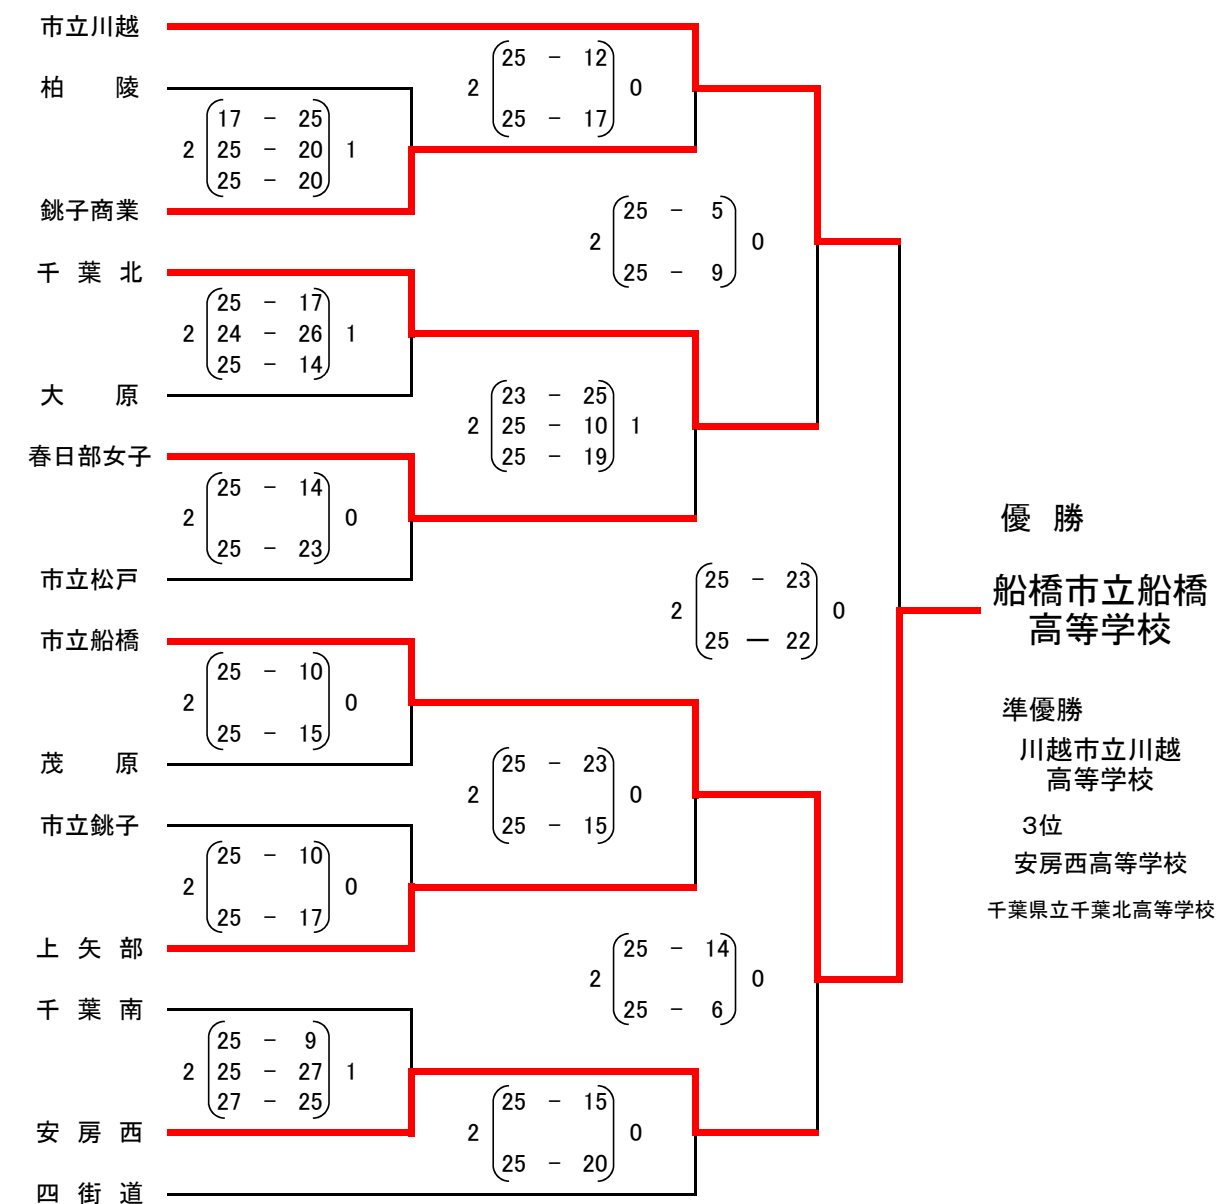 市立川越
25 － 12
2 0
25 － 17
柏 陵
17 － 25
2 25 － 20 1
25 － 20
銚子商業
25 － 5
2 0
25 － 9
千 葉 北
25 － 17
2 24 － 26 1
25 － 14
大 原
23 － 25
2 25 － 10 1
25 － 19
春日部女子
25 － 14
2 0
25 － 23
市立松戸
25 － 23
2 0
25 ー 22
優 勝
船橋市立船橋
高等学校
市立船橋
25 － 10
2 0
25 － 15
茂 原
25 － 23
2 0
25 － 15
準優勝
川越市立川越
高等学校
3位
安房西高等学校
千葉県立千葉北高等学校
市立銚子
25 － 10
2 0
25 － 17
上 矢 部
25 － 14
2 0
25 － 6
千 葉 南
25 － 9
2 25 － 27 1
27 － 25
安 房 西
25 － 15
2 0
25 － 20
四 街 道